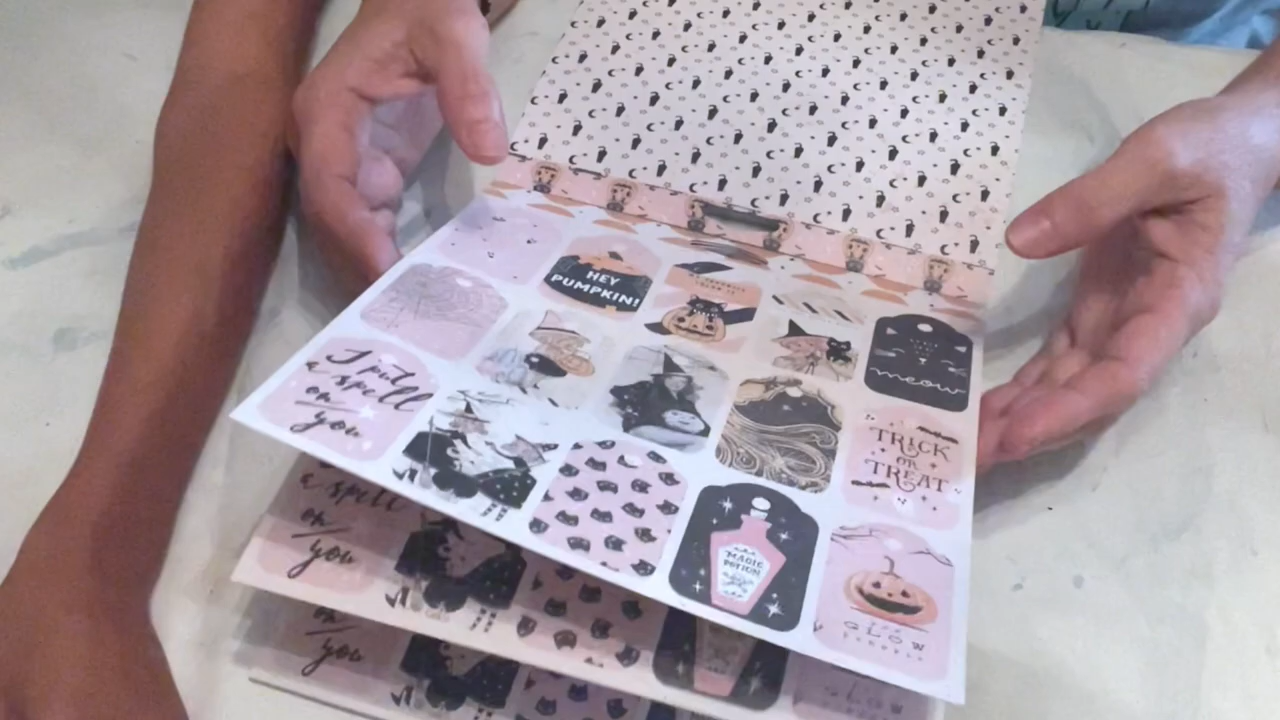 HEY
PUMPKIN!
meow
I put
a spell
on
you
TRICK
OR
TREAT
MAGIC
POTION
GLOW
a spell
on
you
on
you